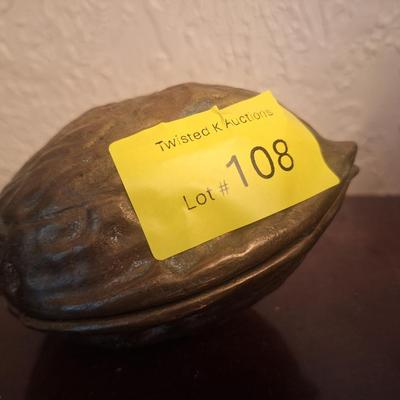 Twisted K Auctions
Lot # 108